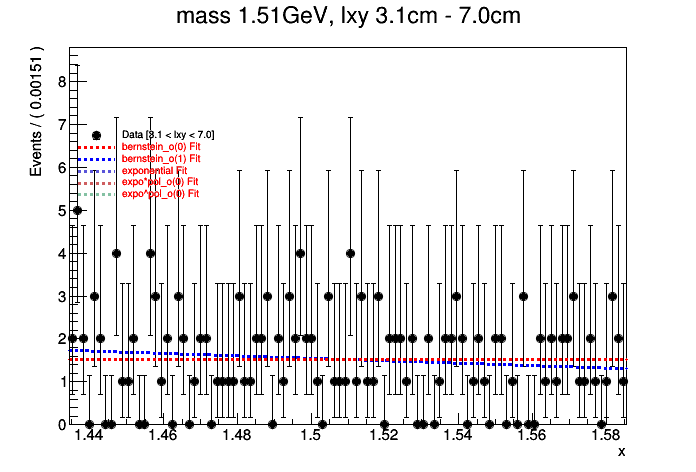 mass 1.51GeV, lxy 3.1cm - 7.0cm
Events / ( 0.00151 )
8
7
6
5
4
3
2
1
0
Data [3.1 < lxy < 7.0]
bernstein_o(0) Fit
bernstein_o(1) Fit
exponential Fit
expo*pol_o(0) Fit
expo^pol_o(0) Fit
1.44 1.46 1.48 1.5 1.52 1.54 1.56 1.58
x